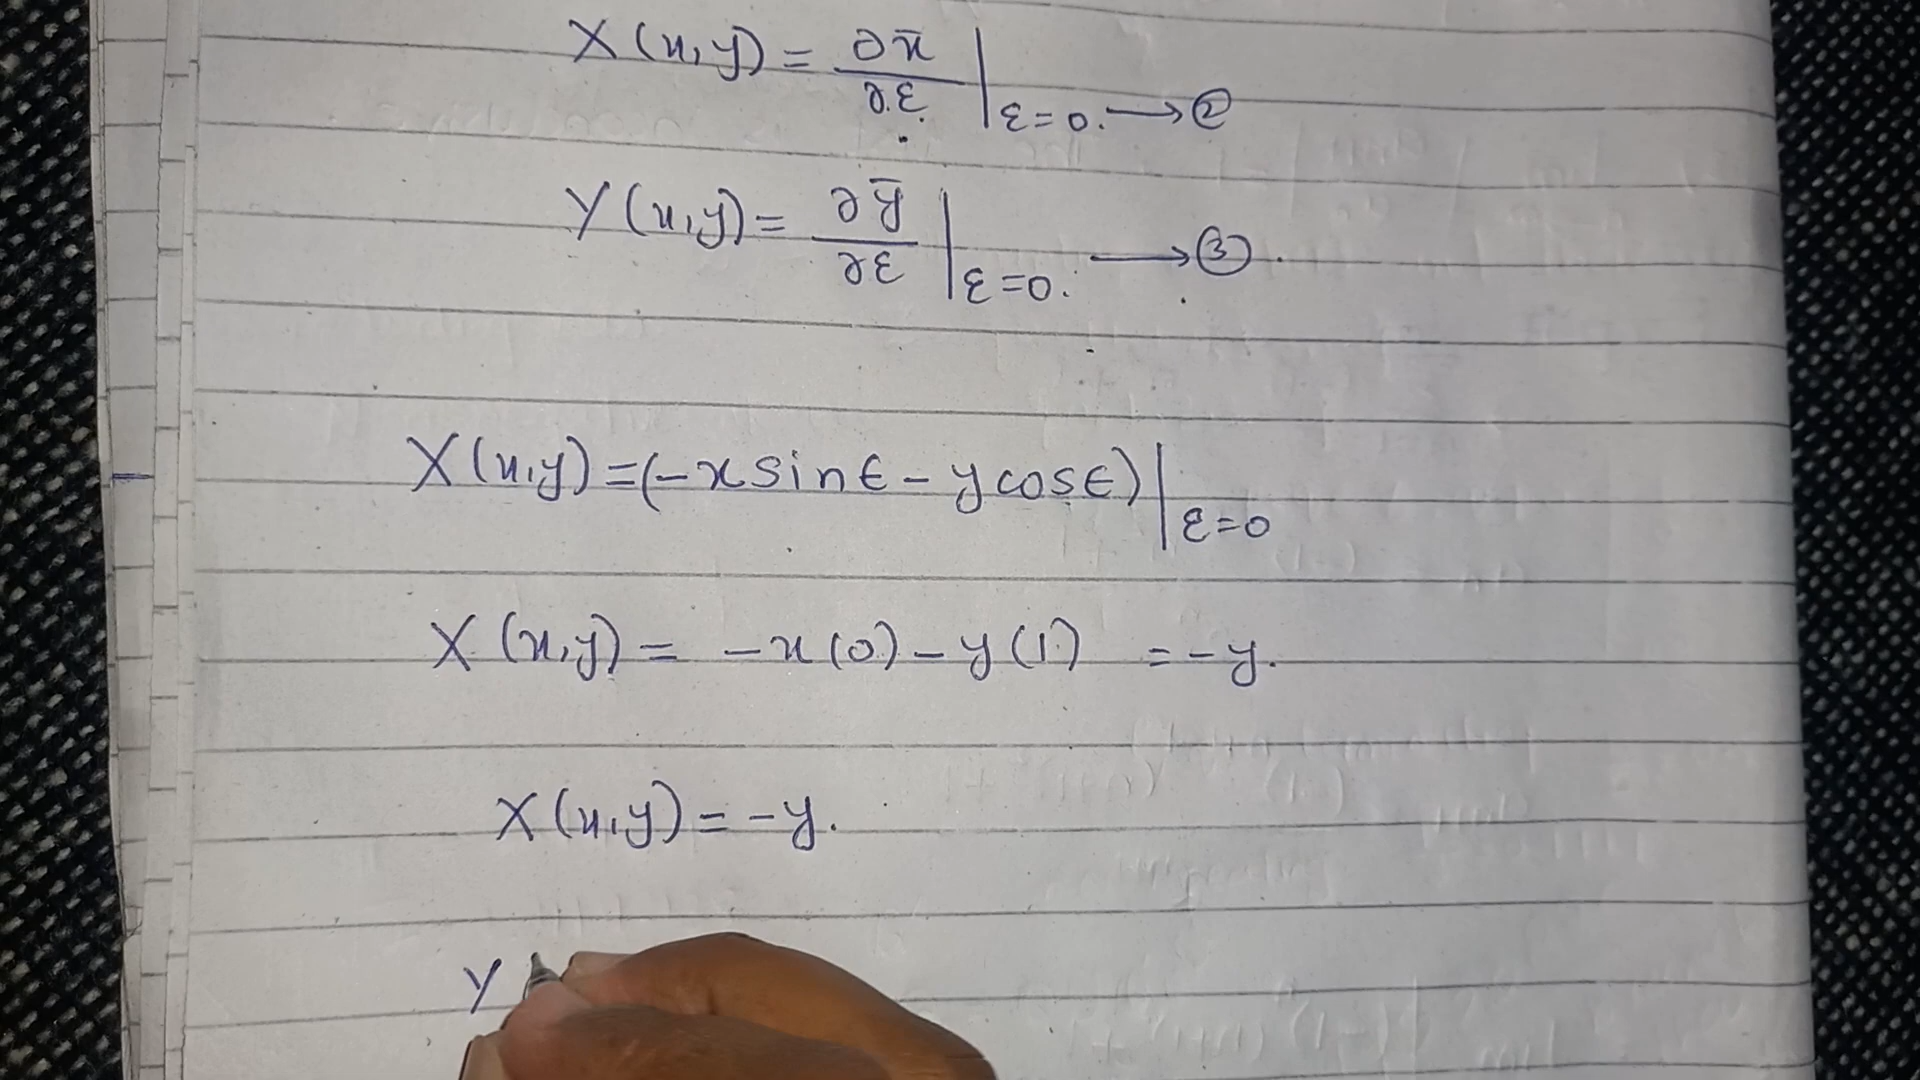 X(x,y) = ∂x̄/∂ε |ε=0. → ②
Y(x,y) = ∂ȳ/∂ε |ε=0. → ③.
X(x,y) = (-x sin ϵ - y cos ϵ) |ε=0
X(x,y) = -x(0) - y(1) = -y.
X(x,y) = -y.
Y